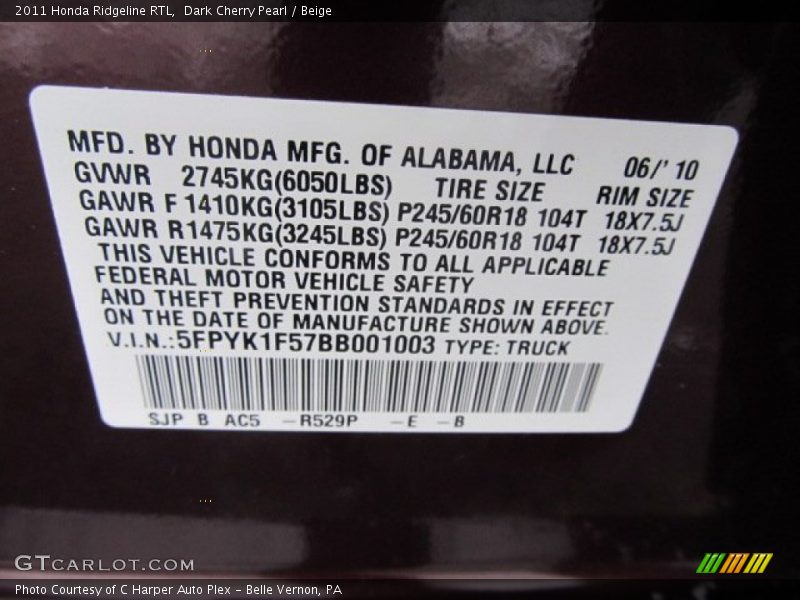 2011 Honda Ridgeline RTL,  Dark Cherry Pearl / Beige
MFD. BY HONDA MFG. OF ALABAMA, LLC 06/' 10
GVWR 2745KG(6050LBS) TIRE SIZE RIM SIZE
GAWR F 1410KG(3105LBS) P245/60R18 104T 18X7.5J
GAWR R1475KG(3245LBS) P245/60R18 104T 18X7.5J
THIS VEHICLE CONFORMS TO ALL APPLICABLE
FEDERAL MOTOR VEHICLE SAFETY
AND THEFT PREVENTION STANDARDS IN EFFECT
ON THE DATE OF MANUFACTURE SHOWN ABOVE.
V.I.N.:5FPYK1F57BB001003 TYPE: TRUCK
SJP B AC5 –R529P –E –B
GTCARLOT.COM
Photo Courtesy of C Harper Auto Plex – Belle Vernon, PA